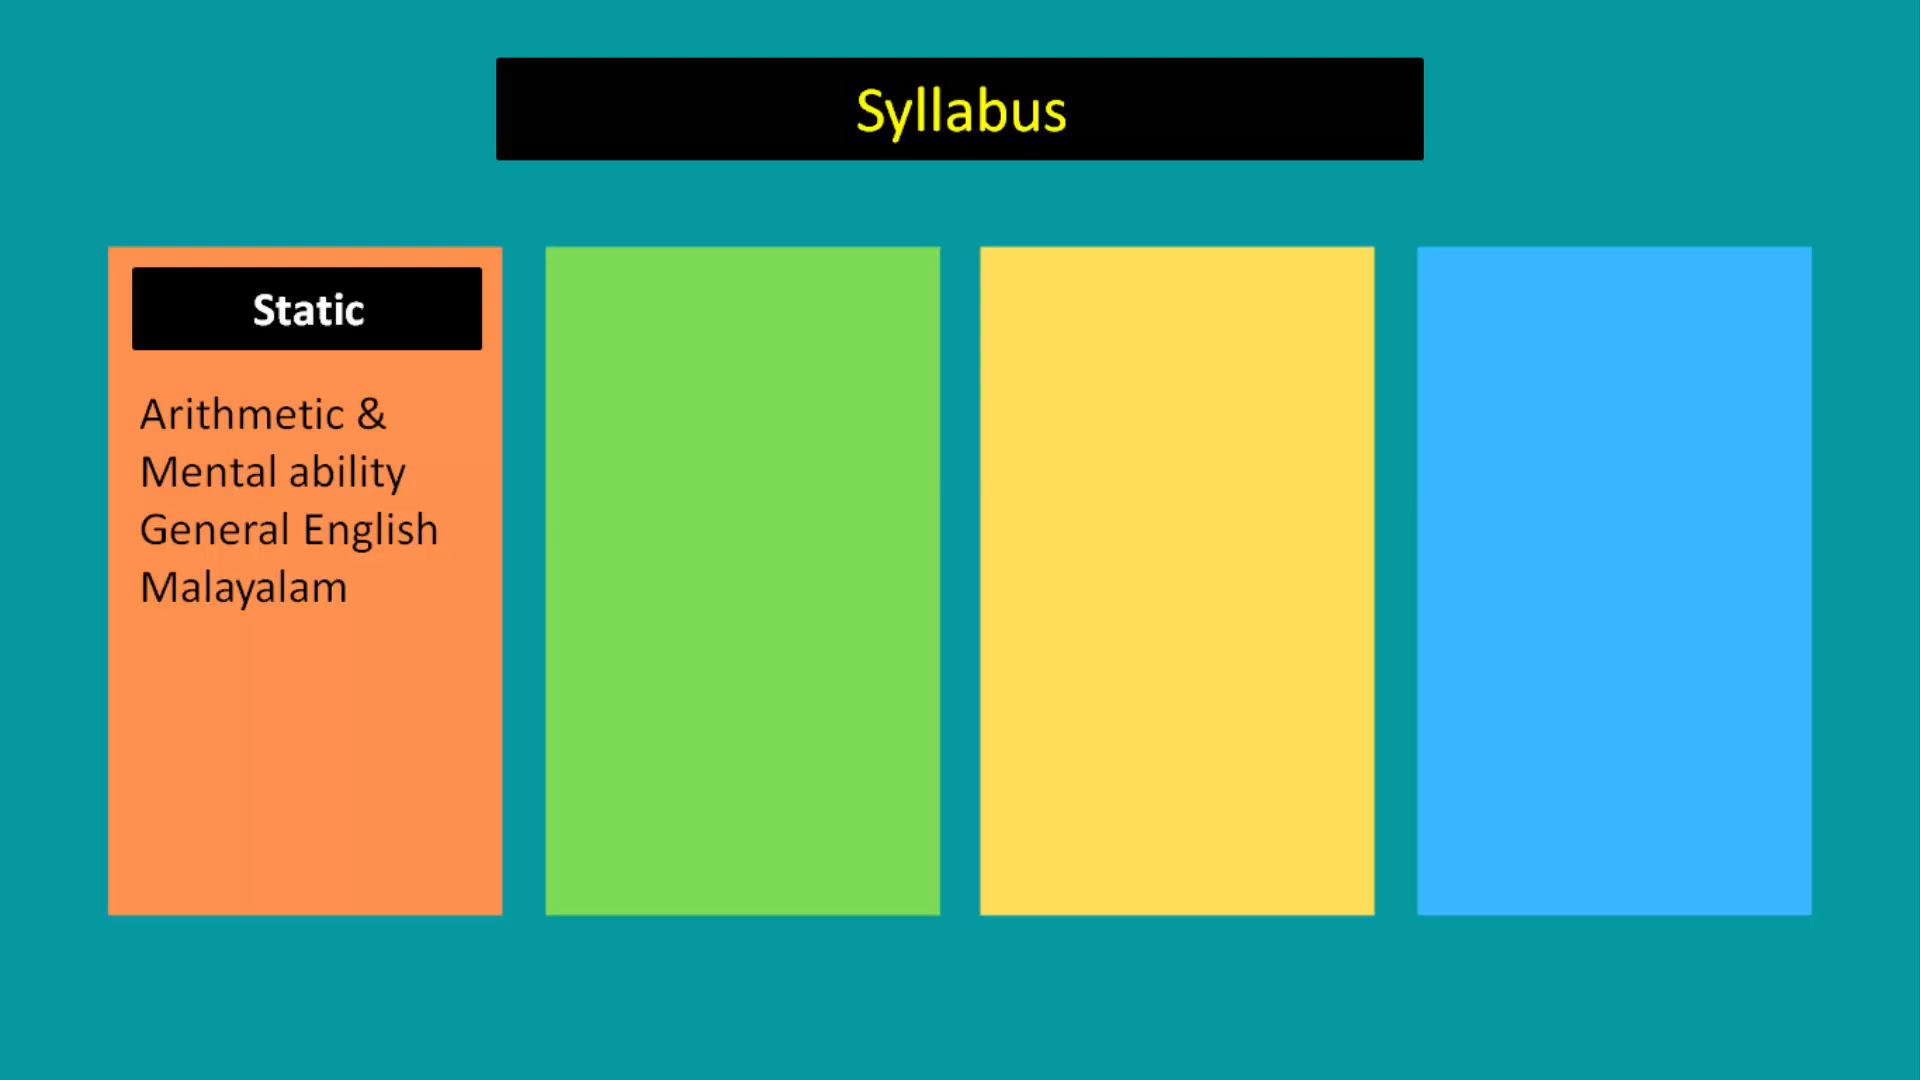 Syllabus
Static
Arithmetic &
Mental ability
General English
Malayalam